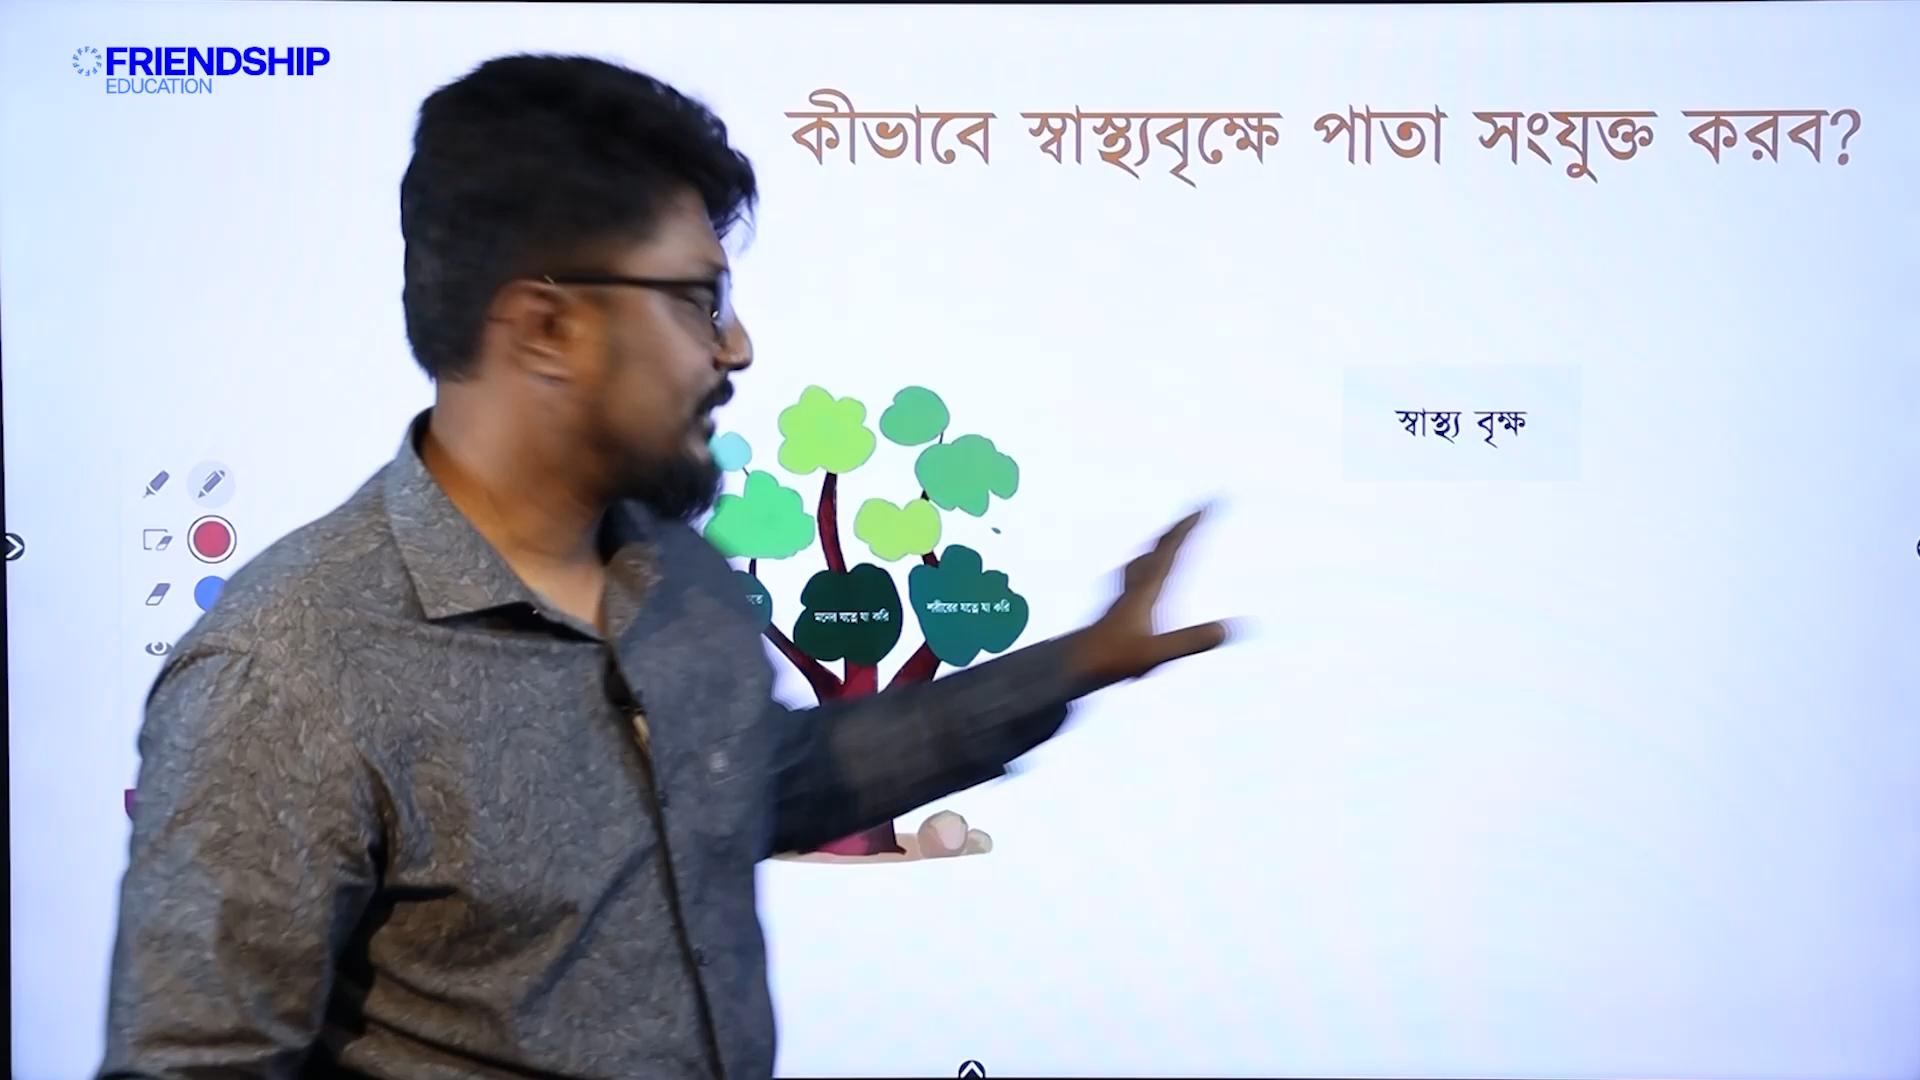 FRIENDSHIP
EDUCATION
কীভাবে স্বাস্থ্যবৃক্ষে পাতা সংযুক্ত করব?
স্বাস্থ্য বৃক্ষ
মনের যত্নে যা করি
শরীরের যত্নে যা করি